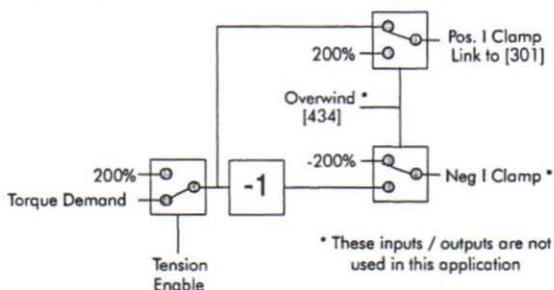 Pos. I Clamp
Link to [301]
200%
Overwind *
[434]
-200%
Neg I Clamp *
200%
Torque Demand
-1
Tension
Enable
* These inputs / outputs are not
used in this application